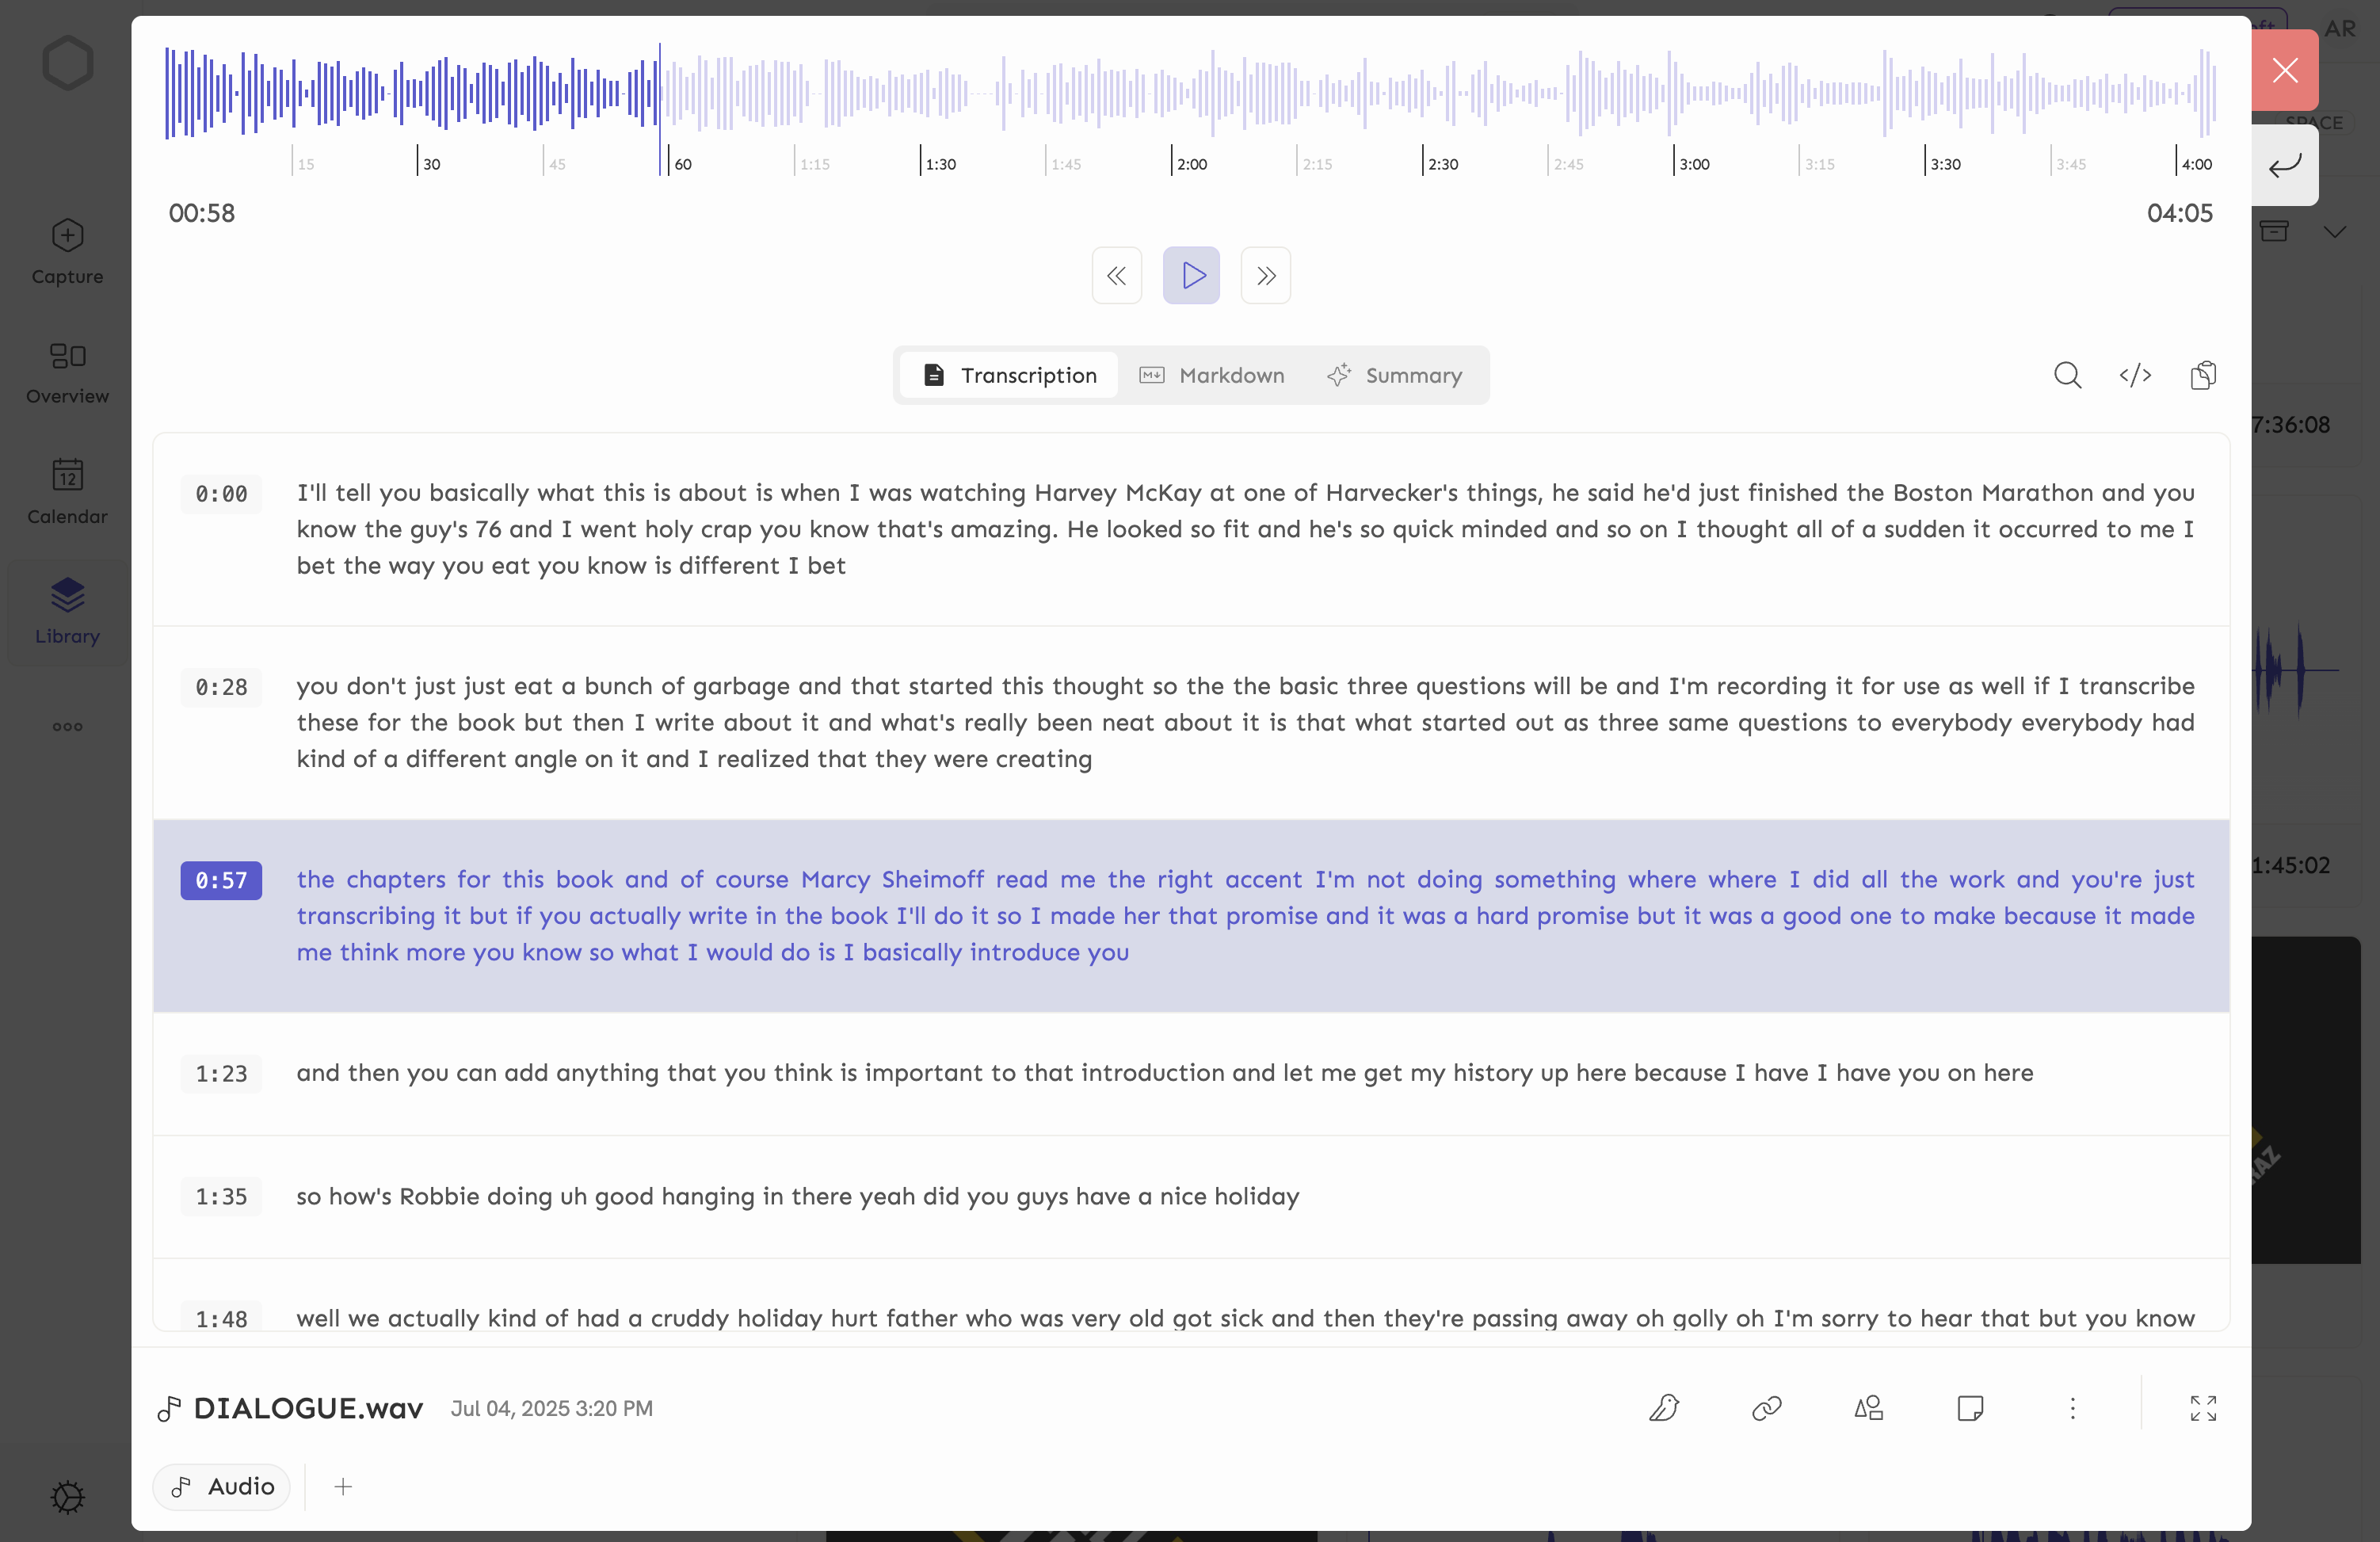 AR
SPACE
15
30
45
60
1:15
1:30
1:45
2:00
2:15
2:30
2:45
3:00
3:15
3:30
3:45
4:00
00:58
04:05
Capture
Overview
12
Calendar
Library
Transcription
Markdown
Summary
7:36:08
0:00
I'll tell you basically what this is about is when I was watching Harvey McKay at one of Harvecker's things, he said he'd just finished the Boston Marathon and you
know the guy's 76 and I went holy crap you know that's amazing. He looked so fit and he's so quick minded and so on I thought all of a sudden it occurred to me I
bet the way you eat you know is different I bet
0:28
you don't just just eat a bunch of garbage and that started this thought so the the basic three questions will be and I'm recording it for use as well if I transcribe
these for the book but then I write about it and what's really been neat about it is that what started out as three same questions to everybody everybody had
kind of a different angle on it and I realized that they were creating
0:57
the chapters for this book and of course Marcy Sheimoff read me the right accent I'm not doing something where where I did all the work and you're just
transcribing it but if you actually write in the book I'll do it so I made her that promise and it was a hard promise but it was a good one to make because it made
me think more you know so what I would do is I basically introduce you
1:45:02
1:23
and then you can add anything that you think is important to that introduction and let me get my history up here because I have I have you on here
1:35
so how's Robbie doing uh good hanging in there yeah did you guys have a nice holiday
1:48
well we actually kind of had a cruddy holiday hurt father who was very old got sick and then they're passing away oh golly oh I'm sorry to hear that but you know
DIALOGUE.wav
Jul 04, 2025 3:20 PM
Audio